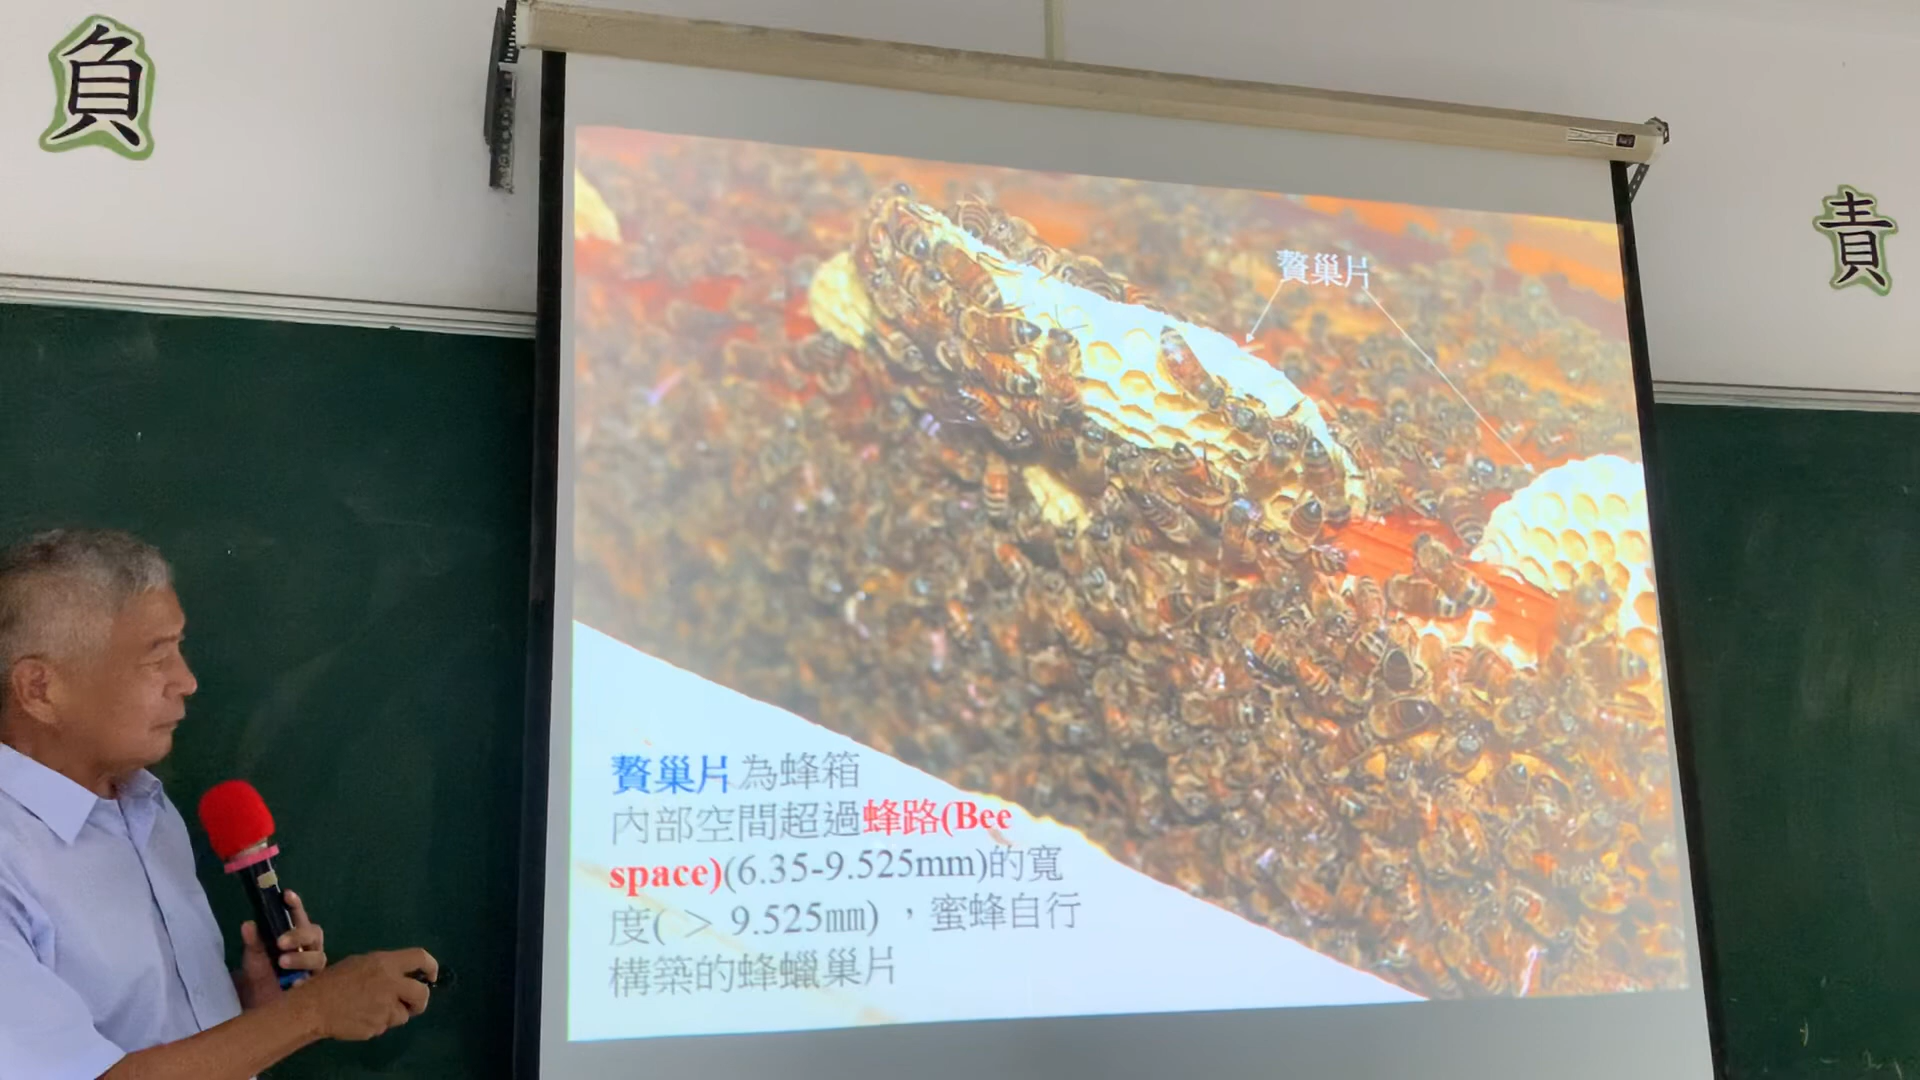 負
責
贅巢片
贅巢片為蜂箱
內部空間超過蜂路(Bee
space)(6.35-9.525mm)的寬
度( > 9.525㎜) ，蜜蜂自行
構築的蜂蠟巢片